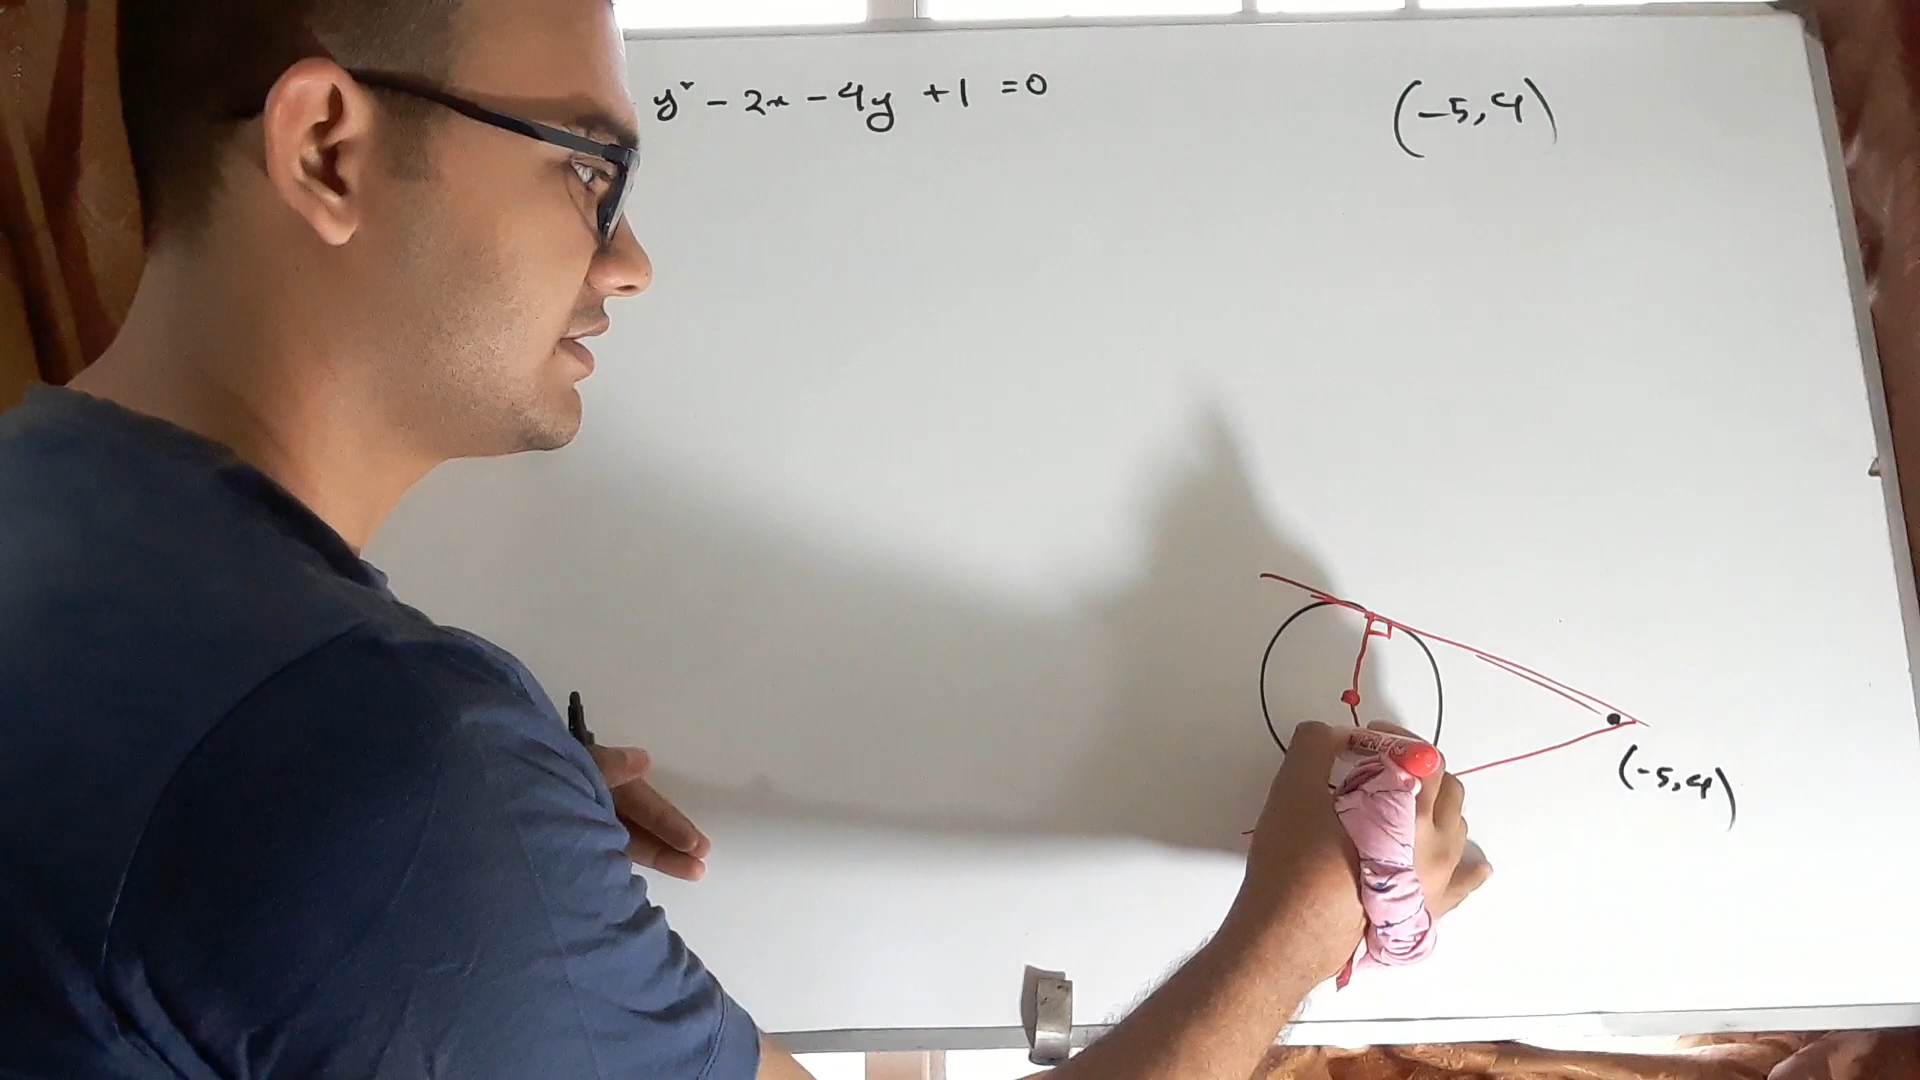 y² - 2x - 4y + 1 = 0
(-5, 4)
(-5, 4)